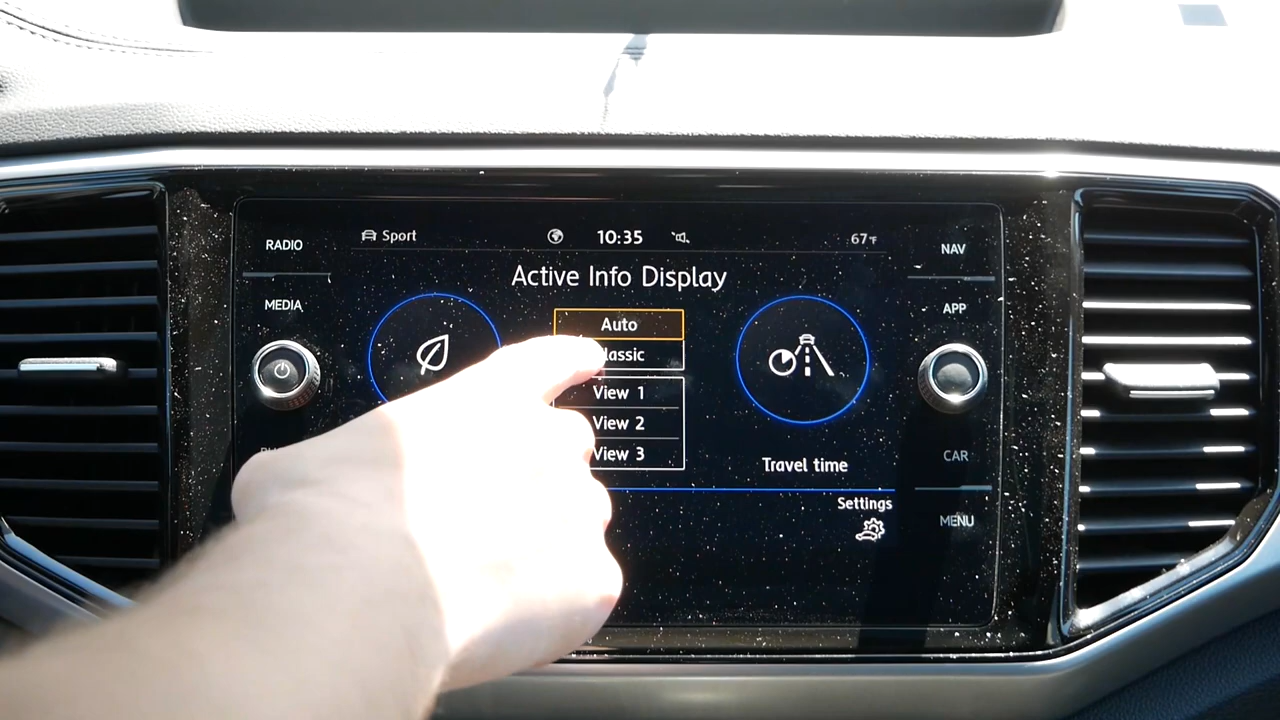 RADIO
Sport
10:35
67°F
NAV
Active Info Display
MEDIA
APP
Auto
View 1
View 2
View 3
Travel time
CAR
Settings
MENU